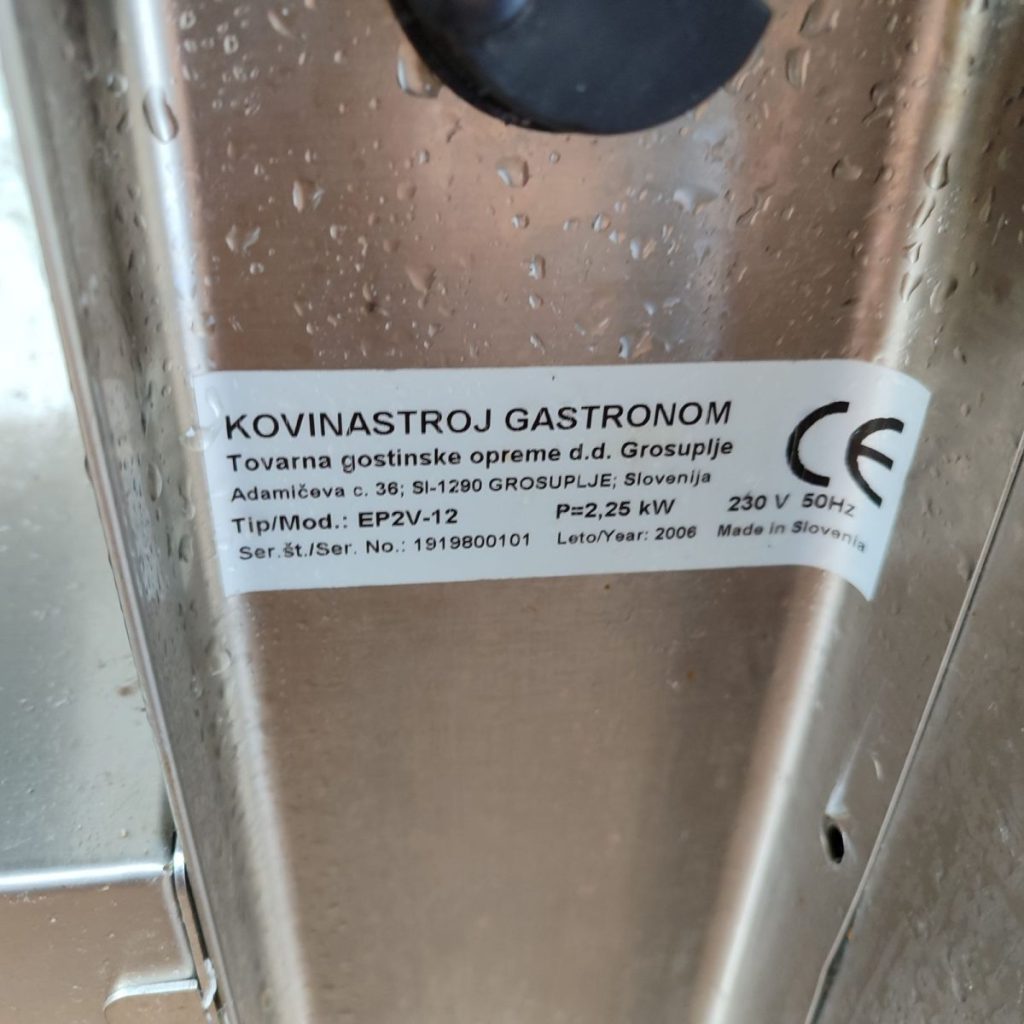 KOVINASTROJ GASTRONOM
Tovarna gostinske opreme d.d. Grosuplje
Adamičeva c. 36; SI-1290 GROSUPLJE; Slovenija
Tip/Mod.: EP2V-12 P=2,25 kW 230 V 50Hz
Ser.št./Ser. No.: 1919800101 Leto/Year: 2006 Made in Slovenia
CE